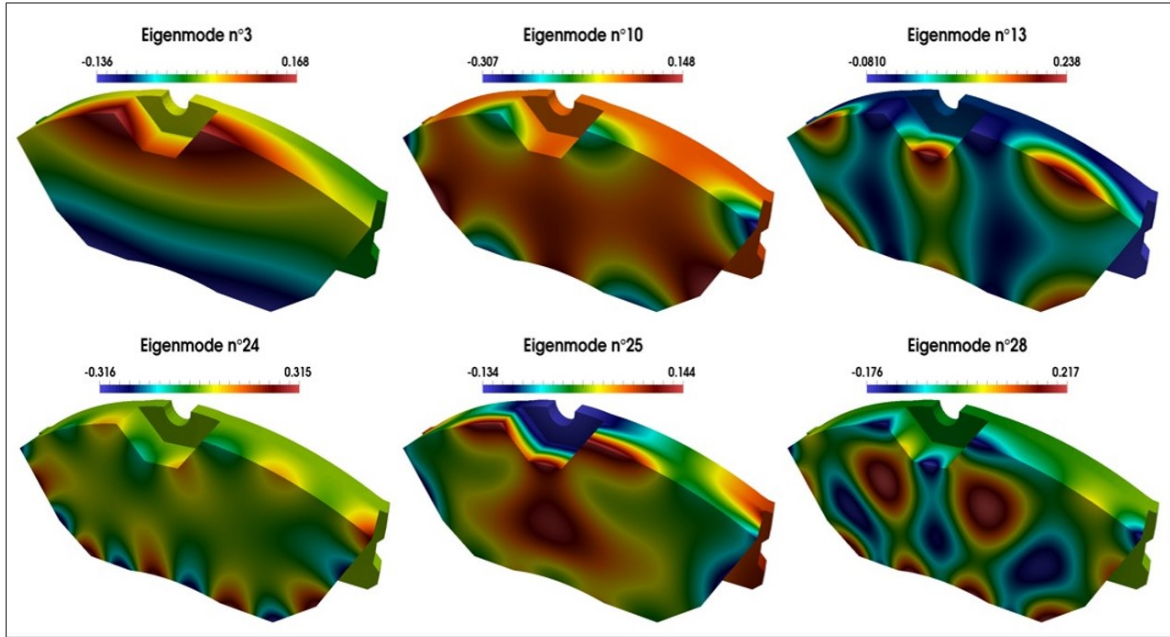 Eigenmode n°3
-0.136 0.168
Eigenmode n°10
-0.307 0.148
Eigenmode n°13
-0.0810 0.238
Eigenmode n°24
-0.316 0.315
Eigenmode n°25
-0.134 0.144
Eigenmode n°28
-0.176 0.217